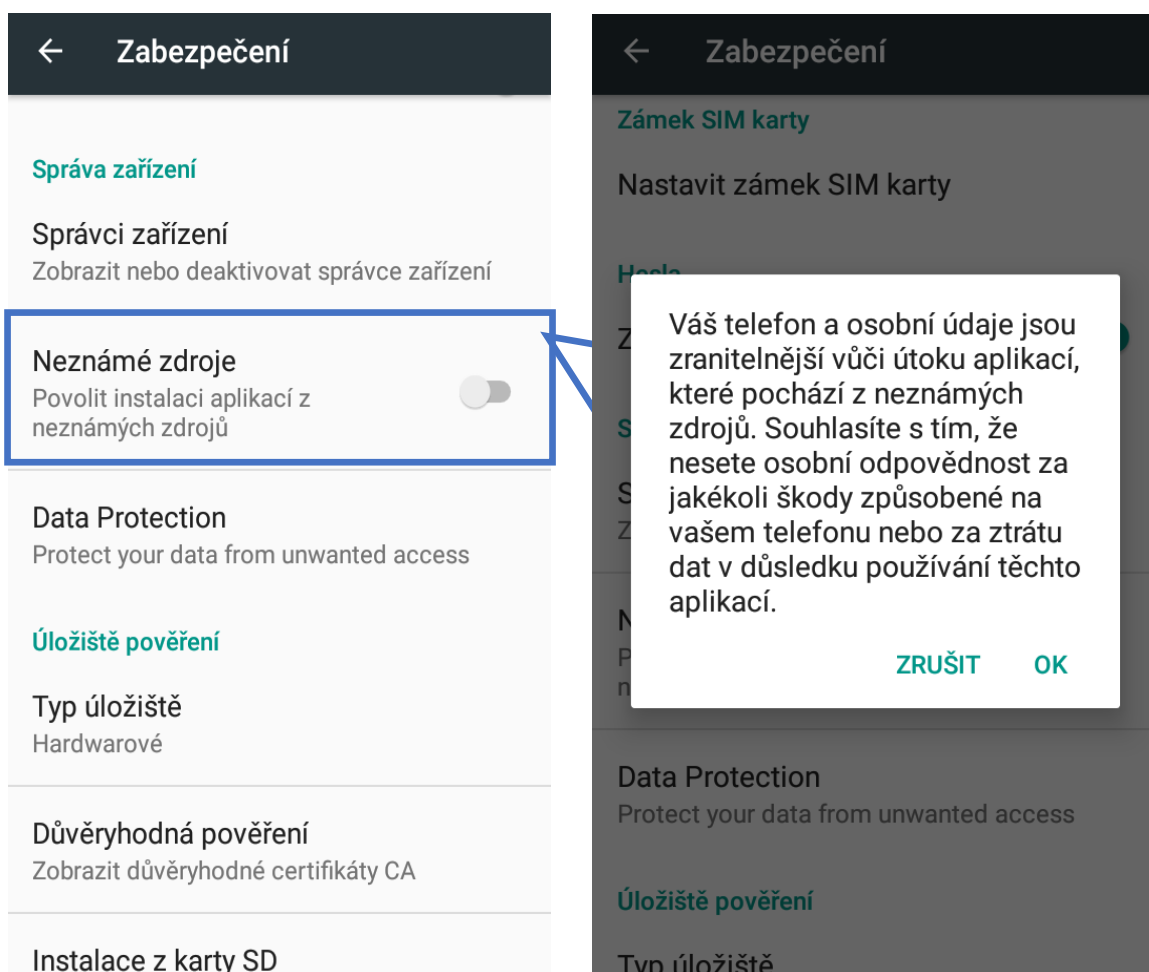 Zabezpečení
Správa zařízení
Správci zařízení
Zobrazit nebo deaktivovat správce zařízení
Neznámé zdroje
Povolit instalaci aplikací z
neznámých zdrojů
Data Protection
Protect your data from unwanted access
Úložiště pověření
Typ úložiště
Hardwarové
Důvěryhodná pověření
Zobrazit důvěryhodné certifikáty CA
Instalace z karty SD
Zabezpečení
Zámek SIM karty
Nastavit zámek SIM karty
Hesla
Váš telefon a osobní údaje jsou
zranitelnější vůči útoku aplikací,
které pochází z neznámých
zdrojů. Souhlasíte s tím, že
nesete osobní odpovědnost za
jakékoli škody způsobené na
vašem telefonu nebo za ztrátu
dat v důsledku používání těchto
aplikací.
ZRUŠIT OK
Data Protection
Protect your data from unwanted access
Úložiště pověření
Typ úložiště